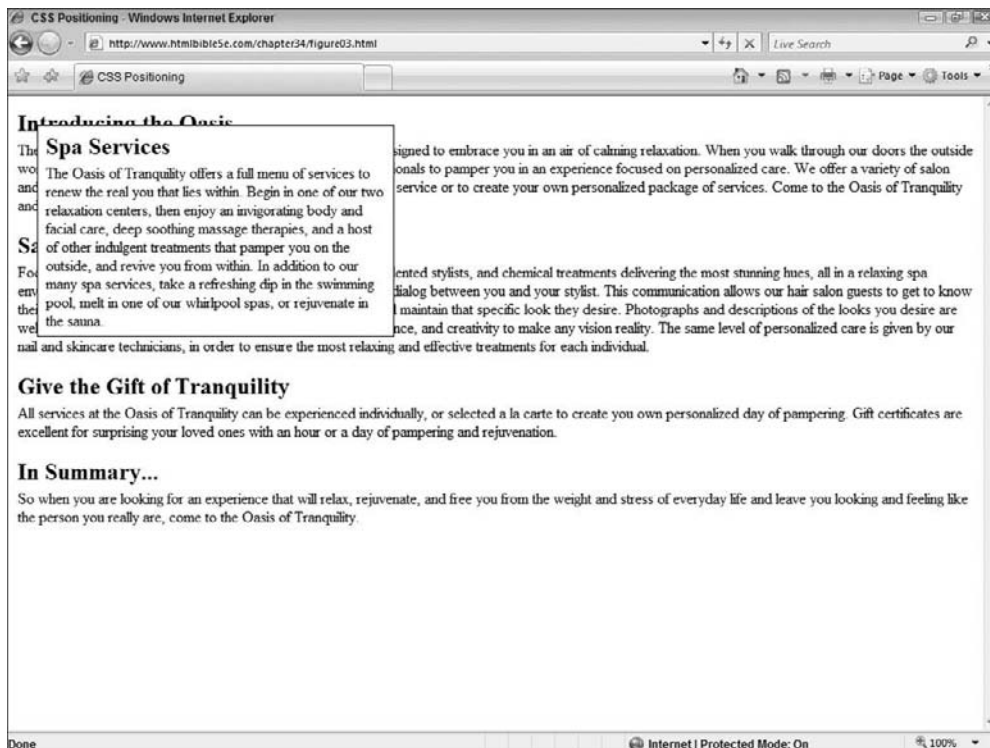 CSS Positioning - Windows Internet Explorer
http://www.htmlbible5e.com/chapter34/figure03.html
Live Search
CSS Positioning
Page
Tools
Introducing the Oasis
Spa Services
The Oasis of Tranquility offers a full menu of services to
renew the real you that lies within. Begin in one of our two
relaxation centers, then enjoy an invigorating body and
facial care, deep soothing massage therapies, and a host
of other indulgent treatments that pamper you on the
outside, and revive you from within. In addition to our
many spa services, take a refreshing dip in the swimming
pool, melt in one of our whirlpool spas, or rejuvenate in
the sauna.
The signed to embrace you in an air of calming relaxation. When you walk through our doors the outside
wo onals to pamper you in an experience focused on personalized care. We offer a variety of salon
and service or to create your own personalized package of services. Come to the Oasis of Tranquility
and
Sa
Fo ented stylists, and chemical treatments delivering the most stunning hues, all in a relaxing spa
env dialog between you and your stylist. This communication allows our hair salon guests to get to know
thei maintain that specific look they desire. Photographs and descriptions of the looks you desire are
wel nce, and creativity to make any vision reality. The same level of personalized care is given by our
nail and skincare technicians, in order to ensure the most relaxing and effective treatments for each individual.
Give the Gift of Tranquility
All services at the Oasis of Tranquility can be experienced individually, or selected a la carte to create you own personalized day of pampering. Gift certificates are
excellent for surprising your loved ones with an hour or a day of pampering and rejuvenation.
In Summary...
So when you are looking for an experience that will relax, rejuvenate, and free you from the weight and stress of everyday life and leave you looking and feeling like
the person you really are, come to the Oasis of Tranquility.
Done
Internet | Protected Mode: On
100%